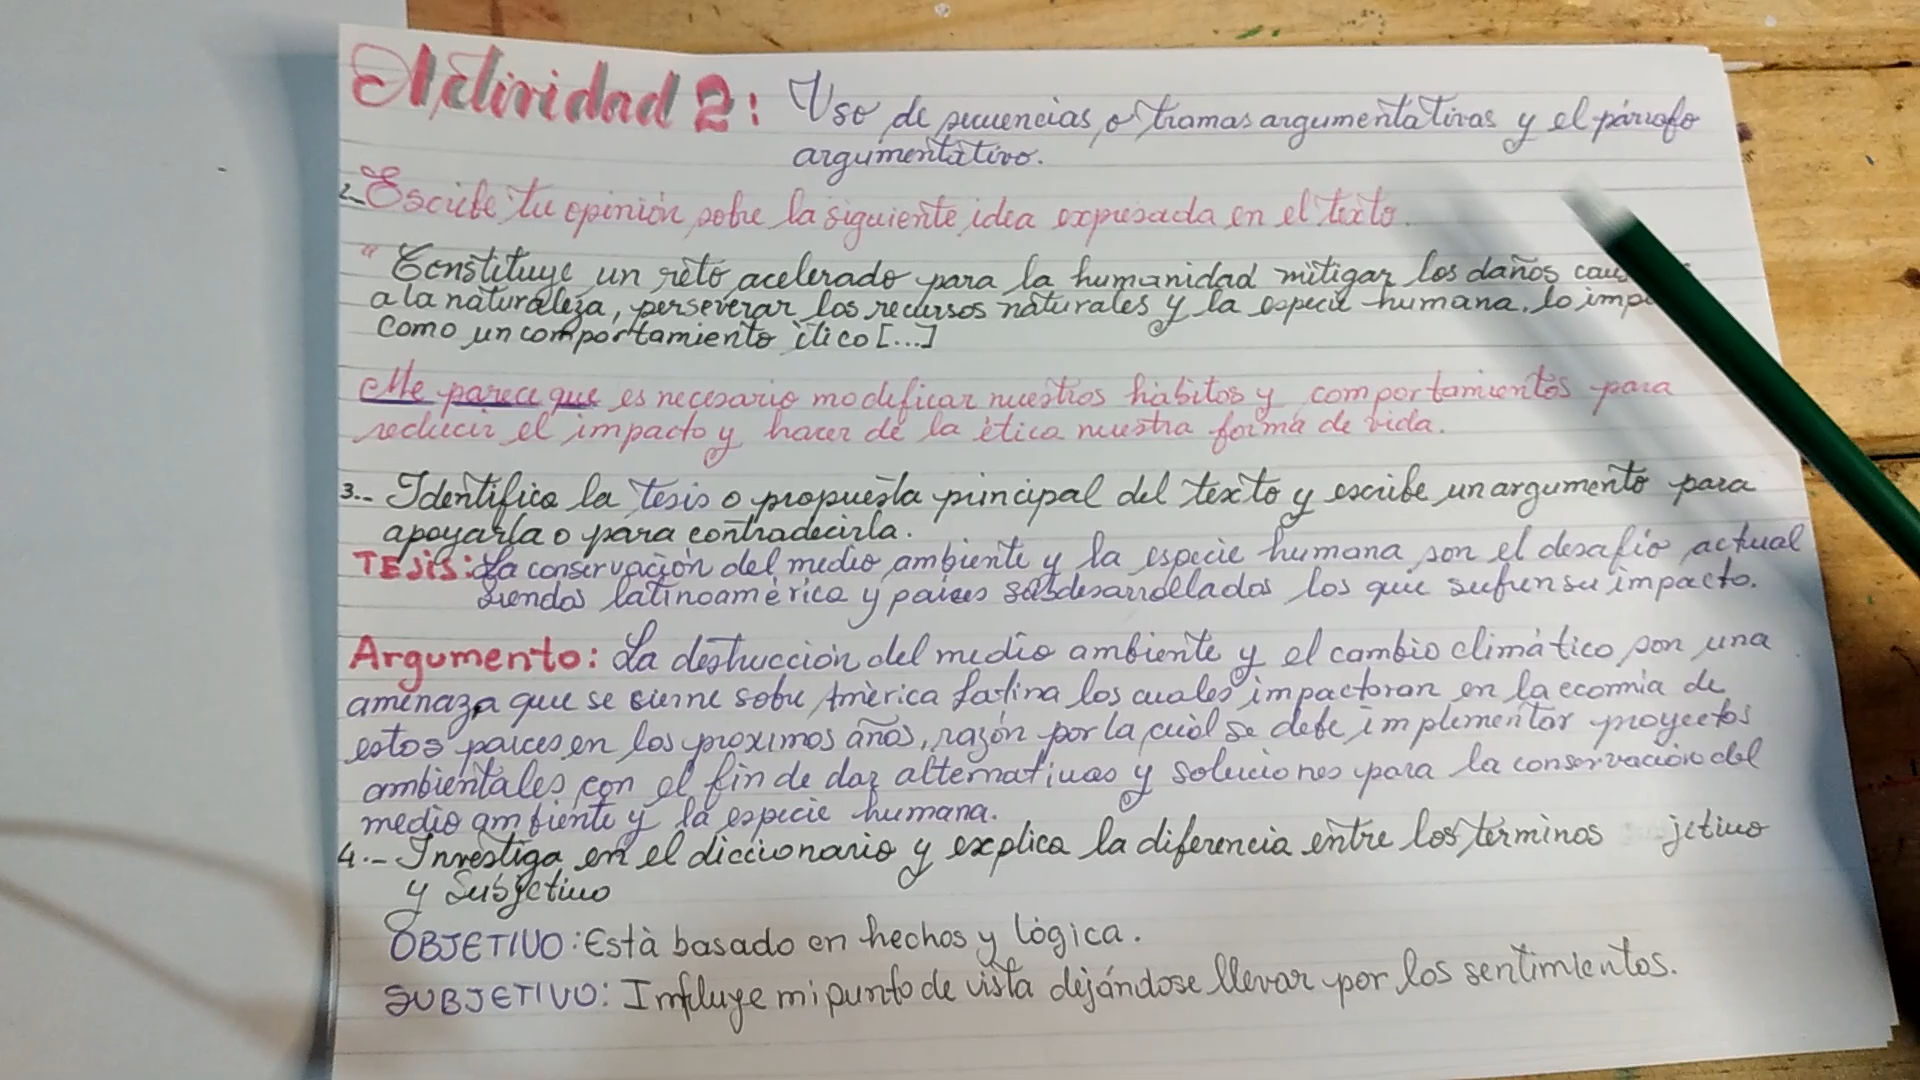 Actividad 2: Uso de secuencias o tramas argumentativas y el párrafo
argumentativo.
2- Escribe tu opinión sobre la siguiente idea expresada en el texto.
"Constituye un reto acelerado para la humanidad mitigar los daños
a la naturaleza, perseverar los recursos naturales y la especie humana, lo
como un comportamiento ético [...]
Me parece que es necesario modificar nuestros hábitos y comportamientos para
reducir el impacto y hacer de la ética nuestra forma de vida.
3.- Identifica la tesis o propuesta principal del texto y escribe un argumento para
apoyarla o para contradecirla.
TESIS: La conservación del medio ambiente y la especie humana son el desafío actual
siendos latinoamérica y países subdesarrollados los que sufren su impacto.
Argumento: La destrucción del medio ambiente y el cambio climático son una
amenaza que se cierne sobre América Latina los cuales impactoran en la ecomia de
estos países en los proximos años, razón por la cuál se debe implementar proyectos
ambientales con el fin de dar alternativas y soluciones para la conservación del
medio ambiente y la especie humana.
4.- Investiga en el diccionario y explica la diferencia entre los términos jetivo
y Subjetivo
OBJETIVO: Està basado en hechos y lógica.
SUBJETIVO: Influye mi punto de vista dejándose llevar por los sentimientos.